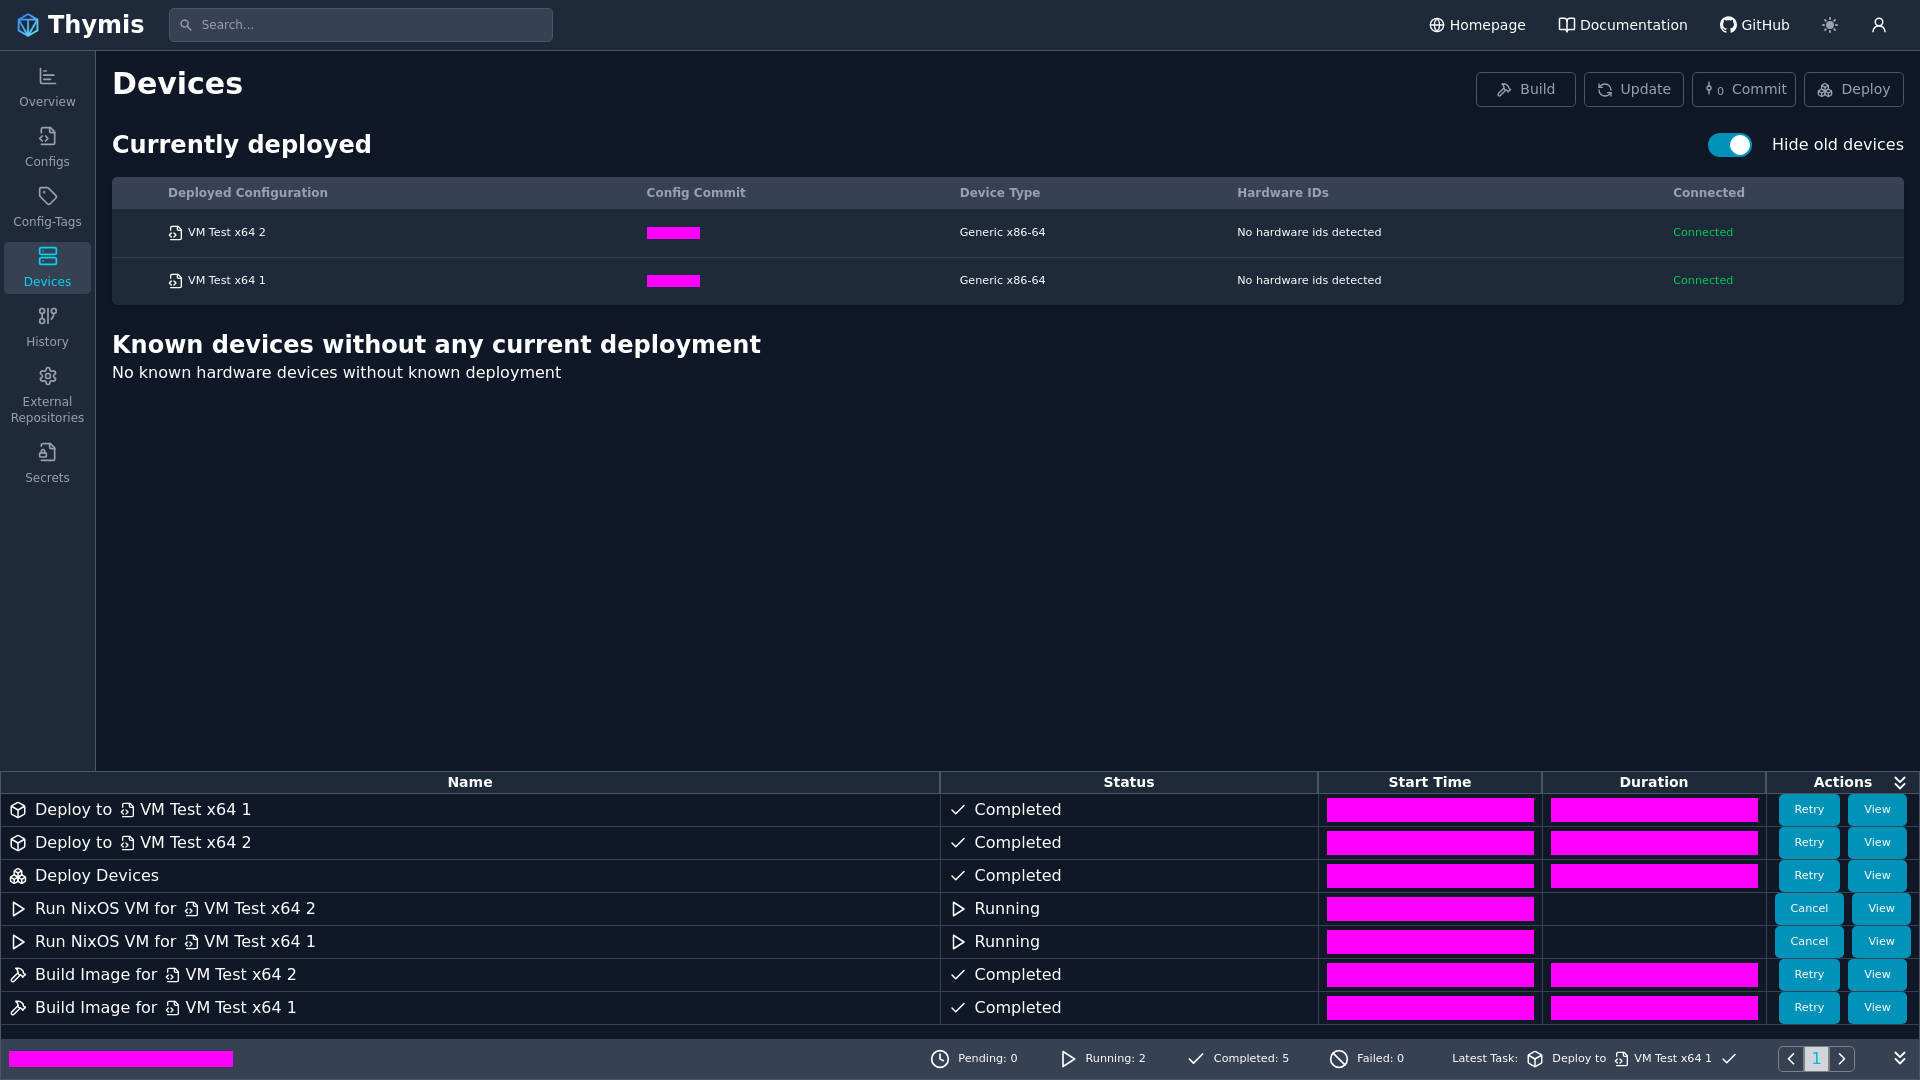 Thymis
Search...
Homepage
Documentation
GitHub
Overview
Configs
Config-Tags
Devices
History
External
Repositories
Secrets
Devices
Build
Update
0 Commit
Deploy
Currently deployed
Hide old devices
Deployed Configuration Config Commit Device Type Hardware IDs Connected
VM Test x64 2 Generic x86-64 No hardware ids detected Connected
VM Test x64 1 Generic x86-64 No hardware ids detected Connected
Known devices without any current deployment
No known hardware devices without known deployment
Name Status Start Time Duration Actions
Deploy to VM Test x64 1 Completed Retry View
Deploy to VM Test x64 2 Completed Retry View
Deploy Devices Completed Retry View
Run NixOS VM for VM Test x64 2 Running Cancel View
Run NixOS VM for VM Test x64 1 Running Cancel View
Build Image for VM Test x64 2 Completed Retry View
Build Image for VM Test x64 1 Completed Retry View
Pending: 0 Running: 2 Completed: 5 Failed: 0 Latest Task: Deploy to VM Test x64 1 1